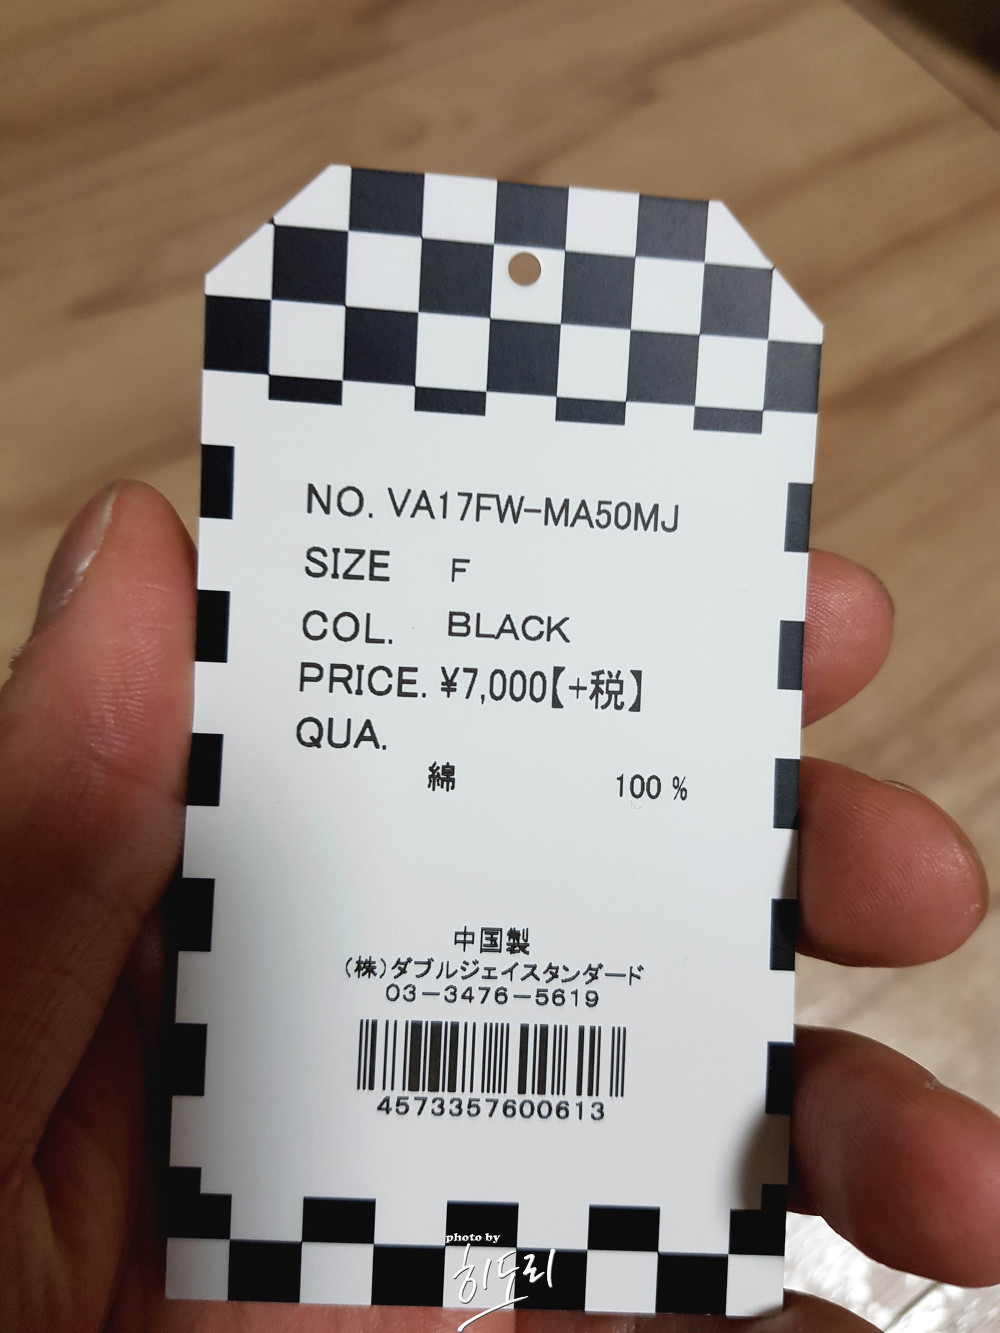 NO. VA17FW-MA50MJ
SIZE F
COL. BLACK
PRICE. ¥7,000【+税】
QUA.
綿 100 %
中国製
(株)ダブルジェイスタンダード
03-3476-5619
4573357600613
photo by
히도리